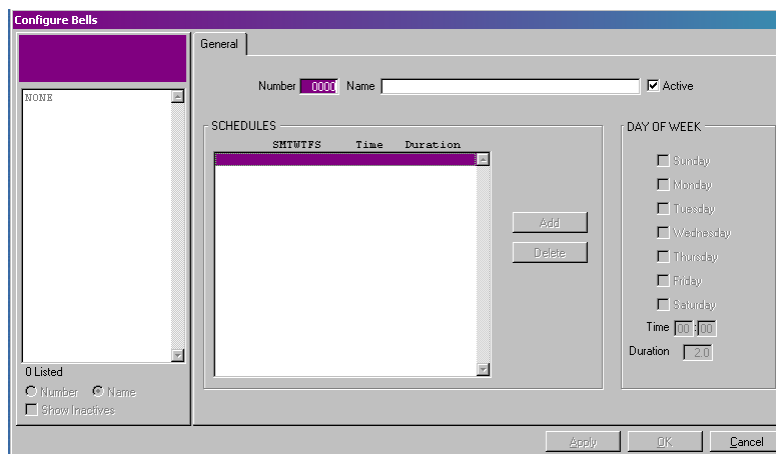 Configure Bells
General
Number 0000 Name Active
NONE
SCHEDULES
SMTWTFS Time Duration
Add
Delete
DAY OF WEEK
Sunday
Monday
Tuesday
Wednesday
Thursday
Friday
Saturday
Time 00:00
Duration 2.0
0 Listed
Number Name
Show Inactives
Apply OK Cancel